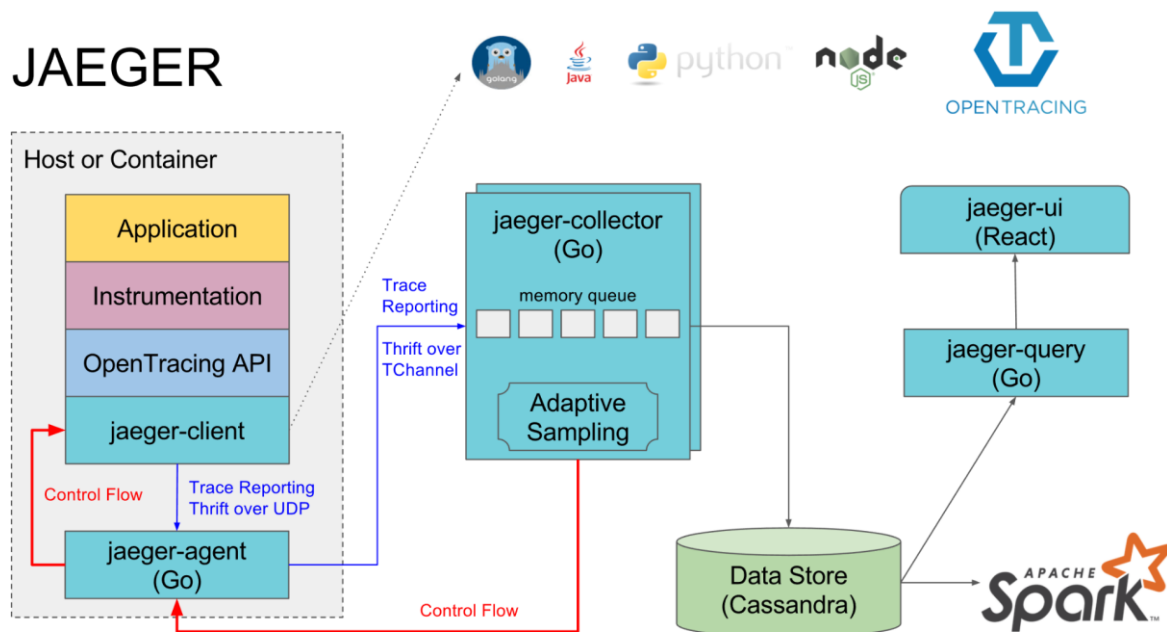 JAEGER
golang
Java
python™
node
JS
OPENTRACING
Host or Container
Application
Instrumentation
OpenTracing API
jaeger-client
Control Flow
Trace Reporting
Thrift over UDP
jaeger-agent
(Go)
Trace
Reporting
Thrift over
TChannel
jaeger-collector
(Go)
memory queue
Adaptive
Sampling
Control Flow
Data Store
(Cassandra)
jaeger-ui
(React)
jaeger-query
(Go)
APACHE
Spark™